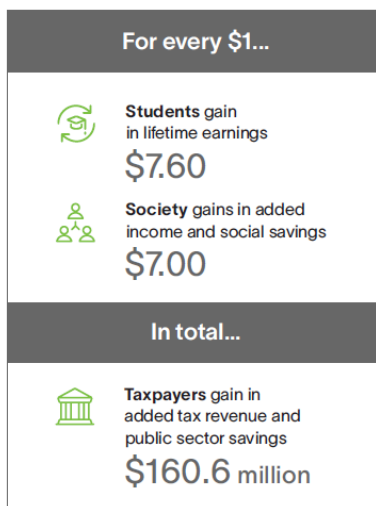 For every $1...
Students gain
in lifetime earnings
$7.60
Society gains in added
income and social savings
$7.00
In total...
Taxpayers gain in
added tax revenue and
public sector savings
$160.6 million